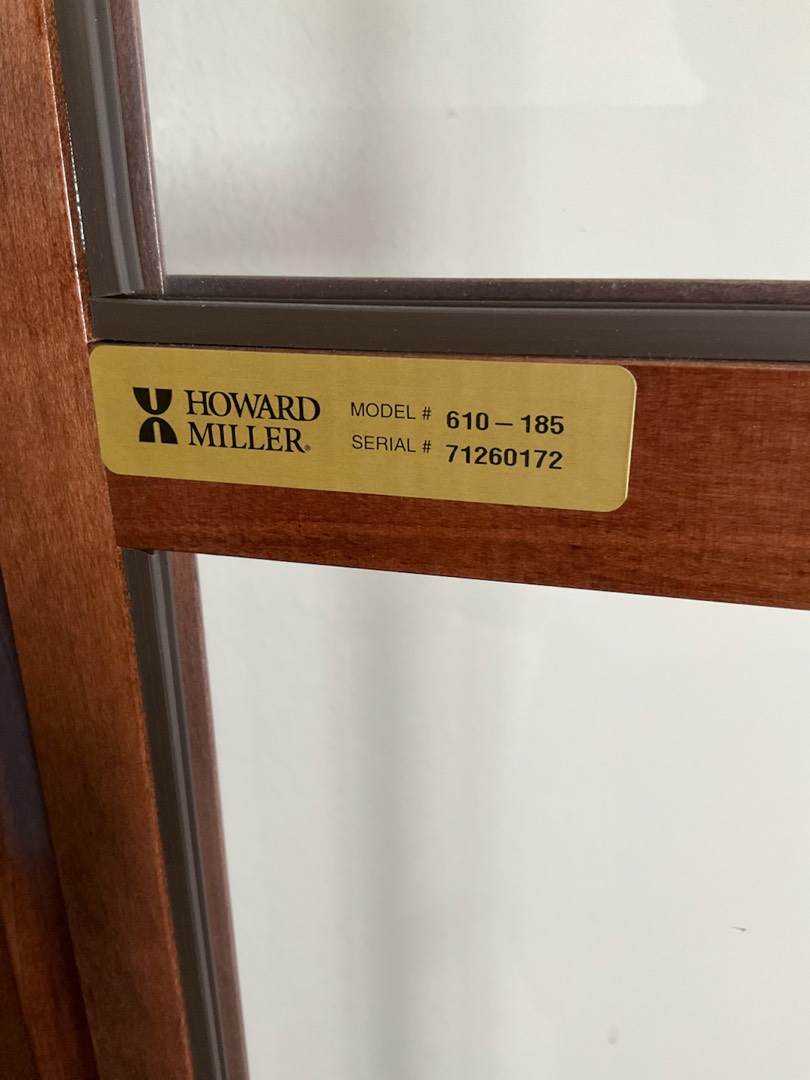 HOWARD
MILLER®
MODEL # 610 – 185
SERIAL # 71260172